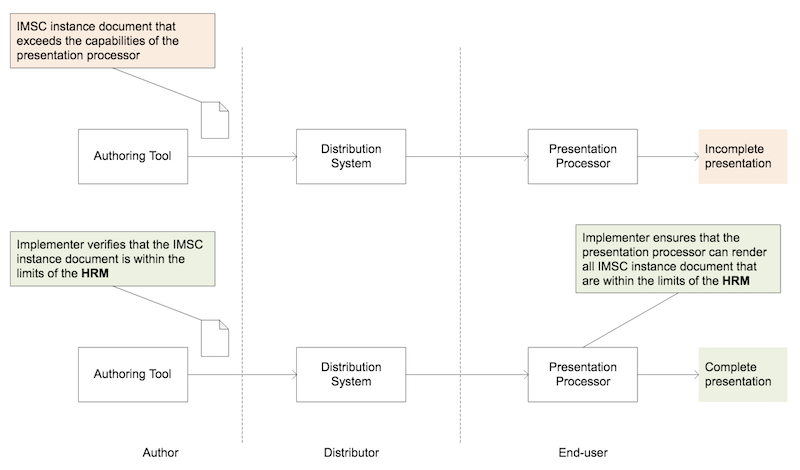 IMSC instance document that
exceeds the capabilities of the
presentation processor
Authoring Tool
Distribution
System
Presentation
Processor
Incomplete
presentation
Implementer verifies that the IMSC
instance document is within the
limits of the HRM
Implementer ensures that the
presentation processor can render
all IMSC instance document that
are within the limits of the HRM
Authoring Tool
Distribution
System
Presentation
Processor
Complete
presentation
Author
Distributor
End-user